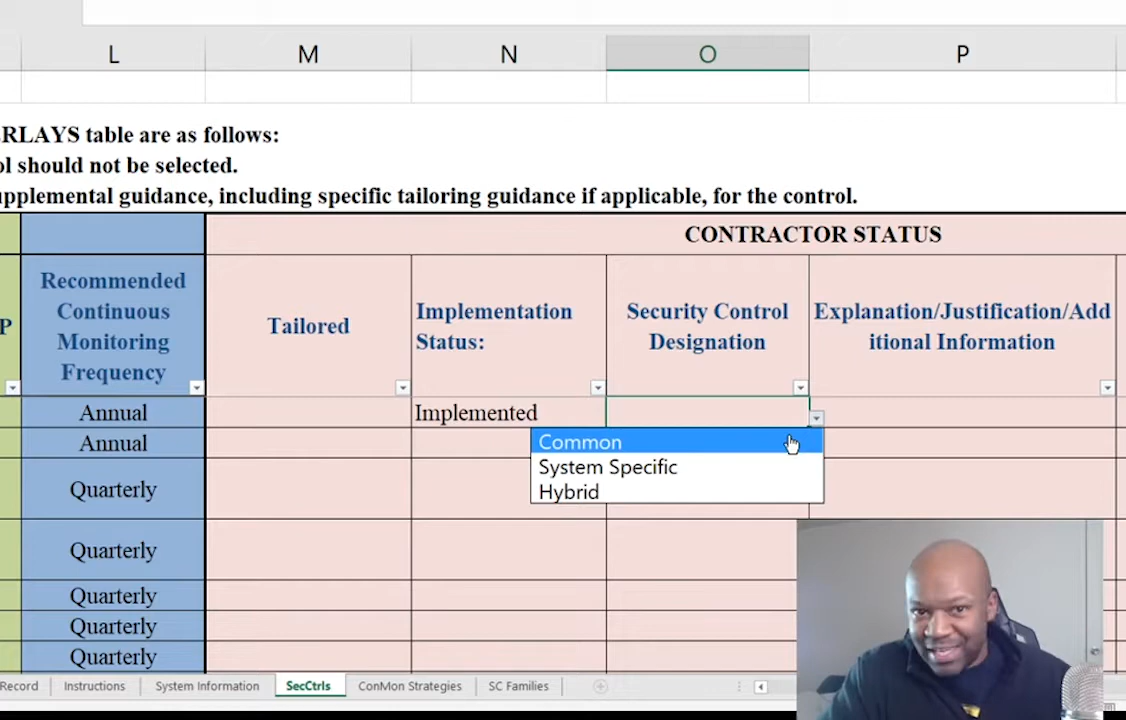 L M N O P
ERLAYS table are as follows:
ol should not be selected.
upplemental guidance, including specific tailoring guidance if applicable, for the control.
CONTRACTOR STATUS
P
Recommended
Continuous
Monitoring
Frequency
Tailored
Implementation
Status:
Security Control
Designation
Explanation/Justification/Add
itional Information
Annual
Implemented
Annual
Common
System Specific
Quarterly
Hybrid
Quarterly
Quarterly
Quarterly
Quarterly
Record Instructions System Information SecCtrls ConMon Strategies SC Families